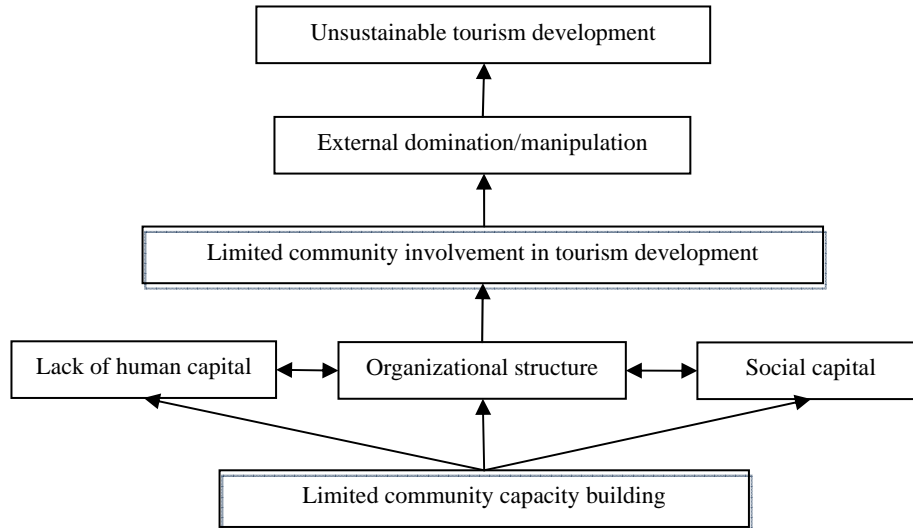 Unsustainable tourism development
External domination/manipulation
Limited community involvement in tourism development
Lack of human capital
Organizational structure
Social capital
Limited community capacity building